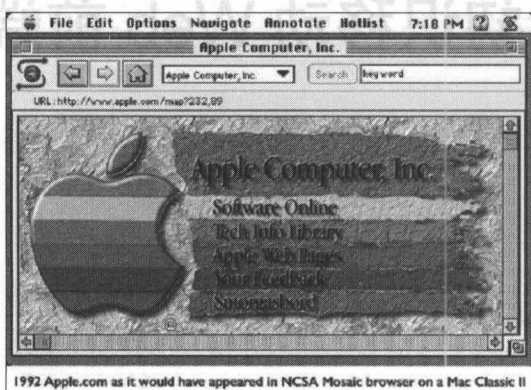 File Edit Options Navigate Annotate Hotlist 7:18 PM
Apple Computer, Inc.
Apple Computer, Inc. Search keyword
URL: http://www.apple.com/map?232,89
Apple Computer, Inc.
Software Online
Tech Info Library
Apple Web Pages
Your Feedback
Smorgasbord
1992 Apple.com as it would have appeared in NCSA Mosaic browser on a Mac Classic II